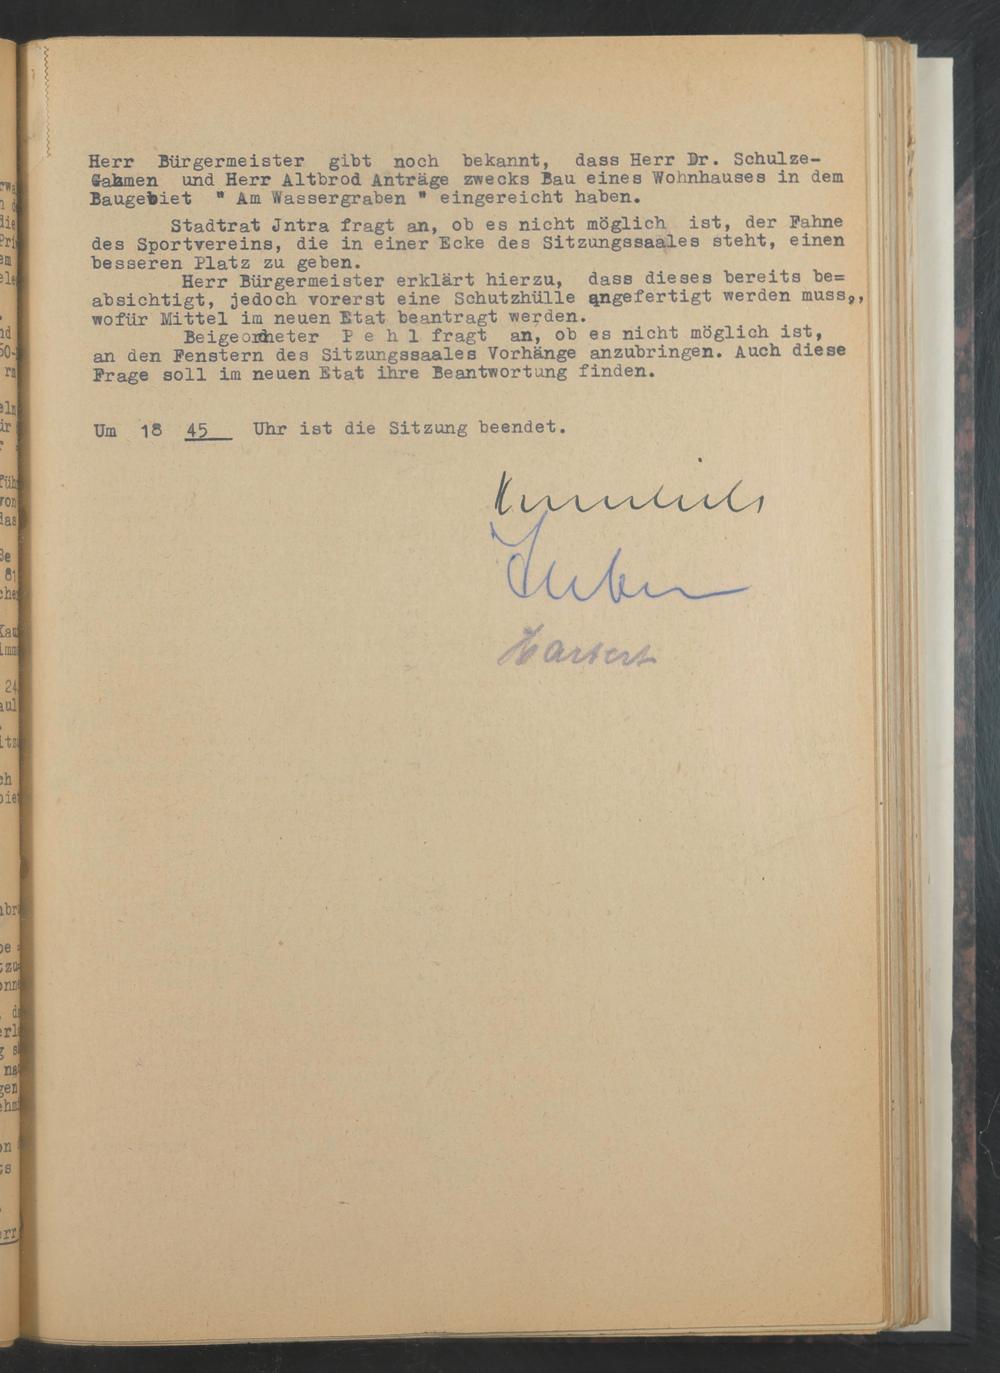 Herr Bürgermeister gibt noch bekannt, dass Herr Dr. Schulze-
Gahmen und Herr Altbrod Anträge zwecks Bau eines Wohnhauses in dem
Baugebiet " Am Wassergraben " eingereicht haben.
Stadtrat Jntra fragt an, ob es nicht möglich ist, der Fahne
des Sportvereins, die in einer Ecke des Sitzungssaales steht, einen
besseren Platz zu geben.
Herr Bürgermeister erklärt hierzu, dass dieses bereits be=
absichtigt, jedoch vorerst eine Schutzhülle angefertigt werden muss,,
wofür Mittel im neuen Etat beantragt werden.
Beigeordneter P e h l fragt an, ob es nicht möglich ist,
an den Fenstern des Sitzungssaales Vorhänge anzubringen. Auch diese
Frage soll im neuen Etat ihre Beantwortung finden.
Um 18 45 Uhr ist die Sitzung beendet.
Harbert